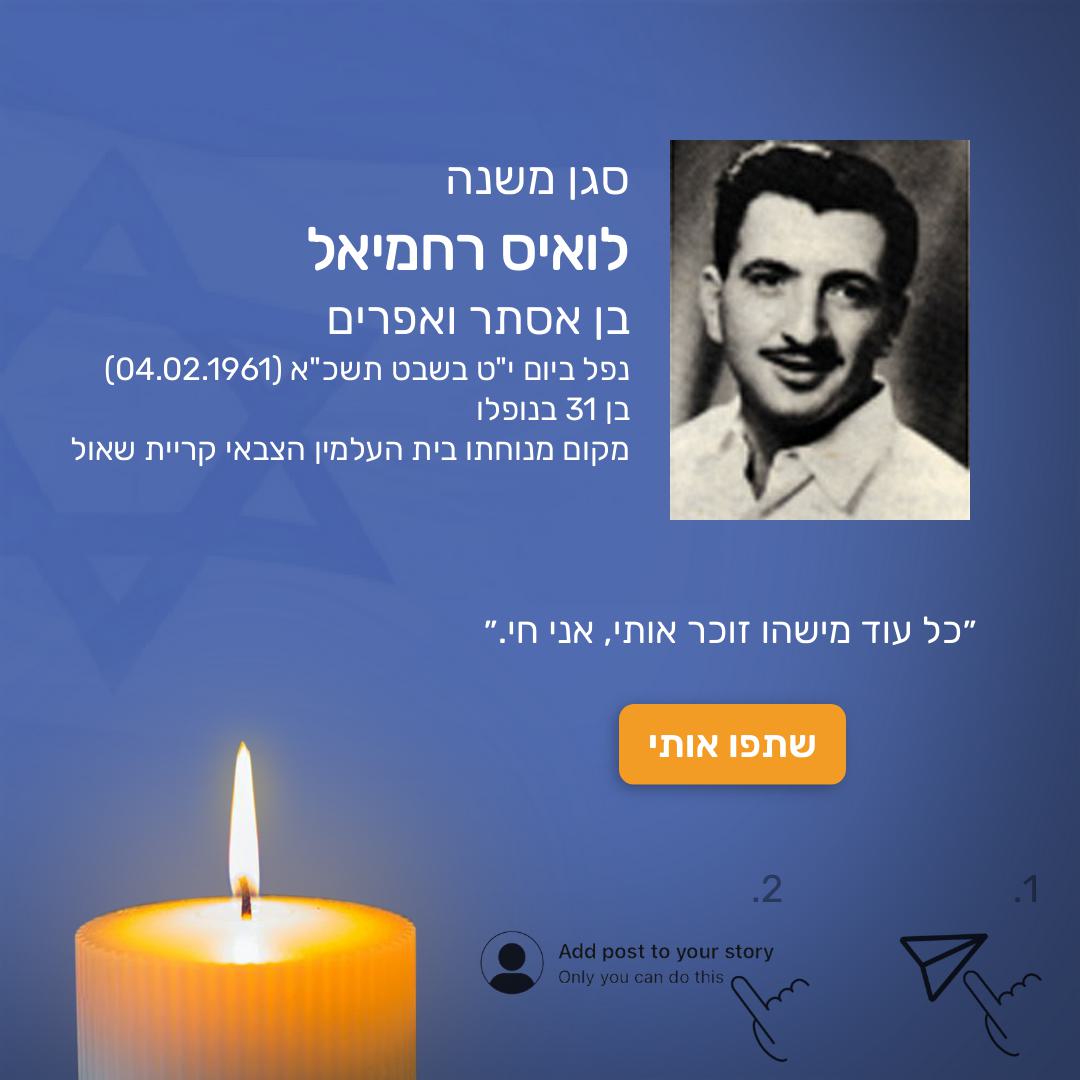 סגן משנה
לואיס רחמיאל
בן אסתר ואפרים
נפל ביום י"ט בשבט תשכ"א (04.02.1961)
בן 31 בנופלו
מקום מנוחתו בית העלמין הצבאי קריית שאול
״כל עוד מישהו זוכר אותי, אני חי.״
שתפו אותי
1.
2.
Add post to your story
Only you can do this